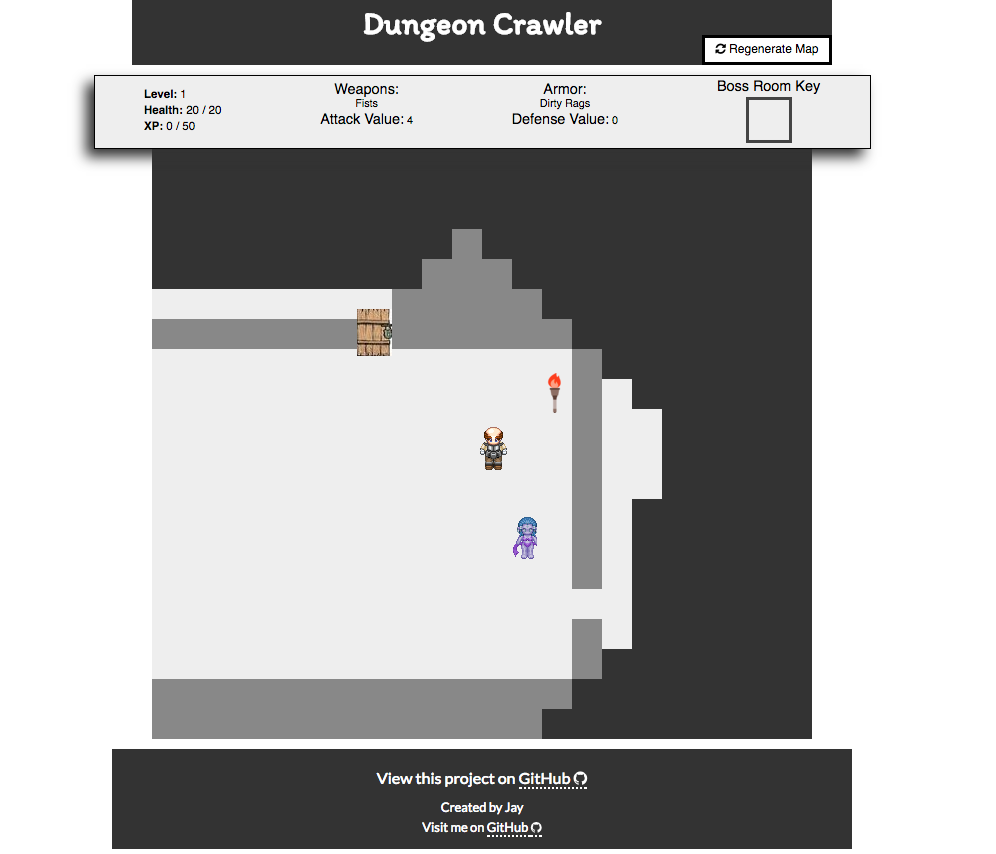 Dungeon Crawler
Regenerate Map
Level: 1
Health: 20 / 20
XP: 0 / 50
Weapons:
Fists
Attack Value: 4
Armor:
Dirty Rags
Defense Value: 0
Boss Room Key
View this project on GitHub
Created by Jay
Visit me on GitHub